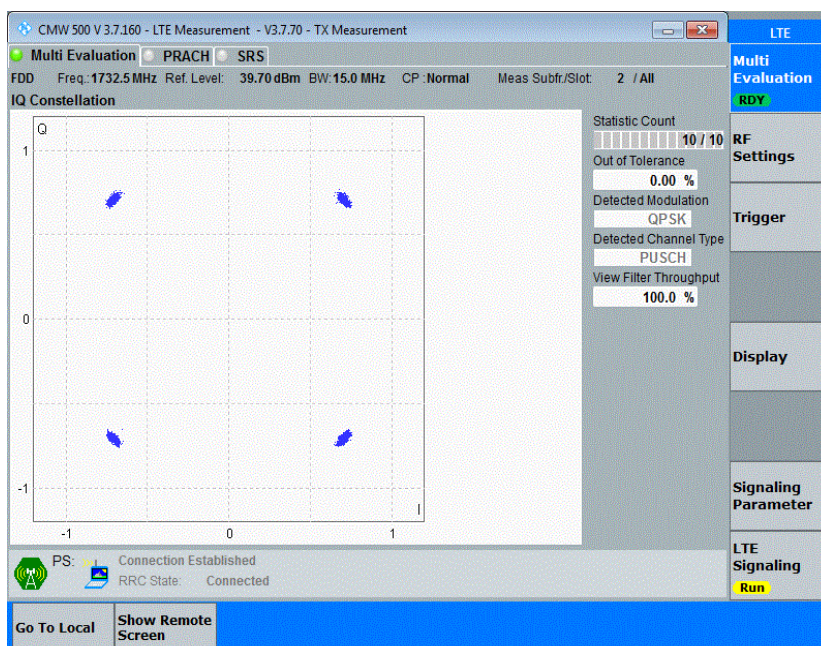 CMW 500 V 3.7.160 - LTE Measurement - V3.7.70 - TX Measurement
LTE
Multi Evaluation PRACH SRS
FDD Freq.:1732.5 MHz Ref. Level: 39.70 dBm BW:15.0 MHz CP :Normal Meas Subfr./Slot: 2 / All
IQ Constellation
Q
1
0
-1
I
-1 0 1
Statistic Count
10 / 10
Out of Tolerance
0.00 %
Detected Modulation
QPSK
Detected Channel Type
PUSCH
View Filter Throughput
100.0 %
Multi
Evaluation
RDY
RF
Settings
Trigger
Display
Signaling
Parameter
LTE
Signaling
Run
PS: Connection Established
RRC State: Connected
Go To Local
Show Remote
Screen